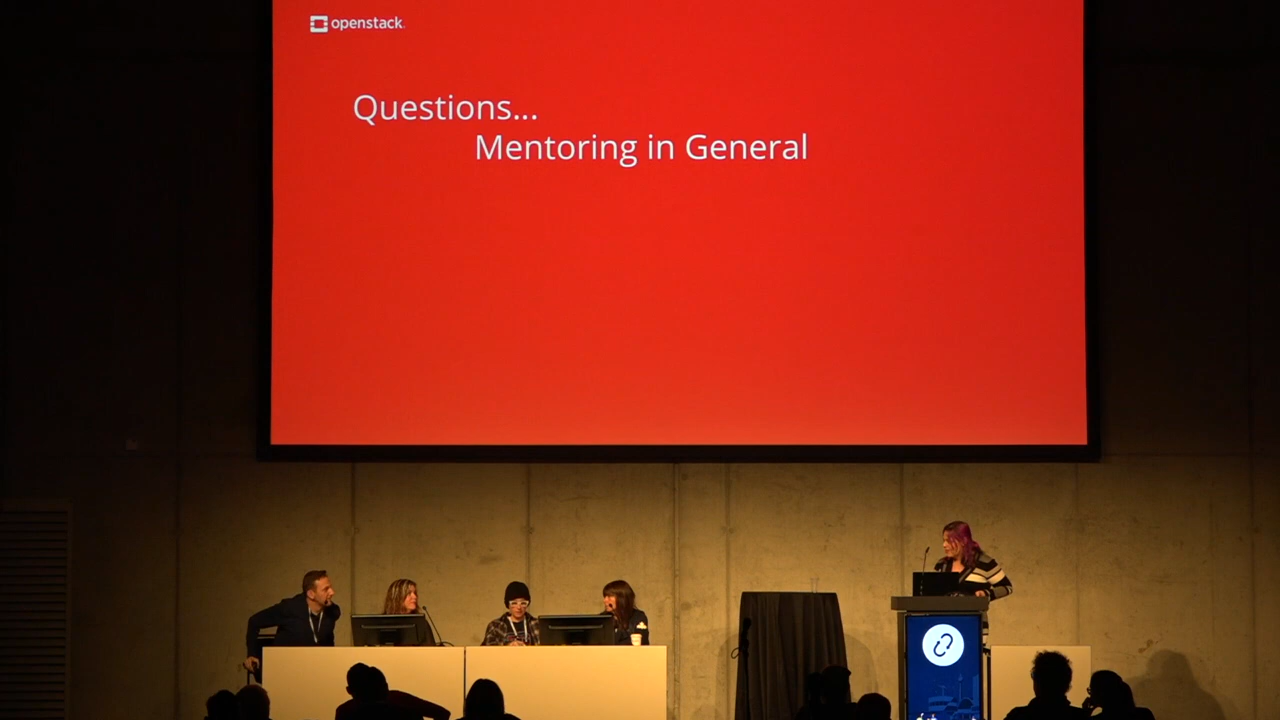 openstack.
Questions...
Mentoring in General